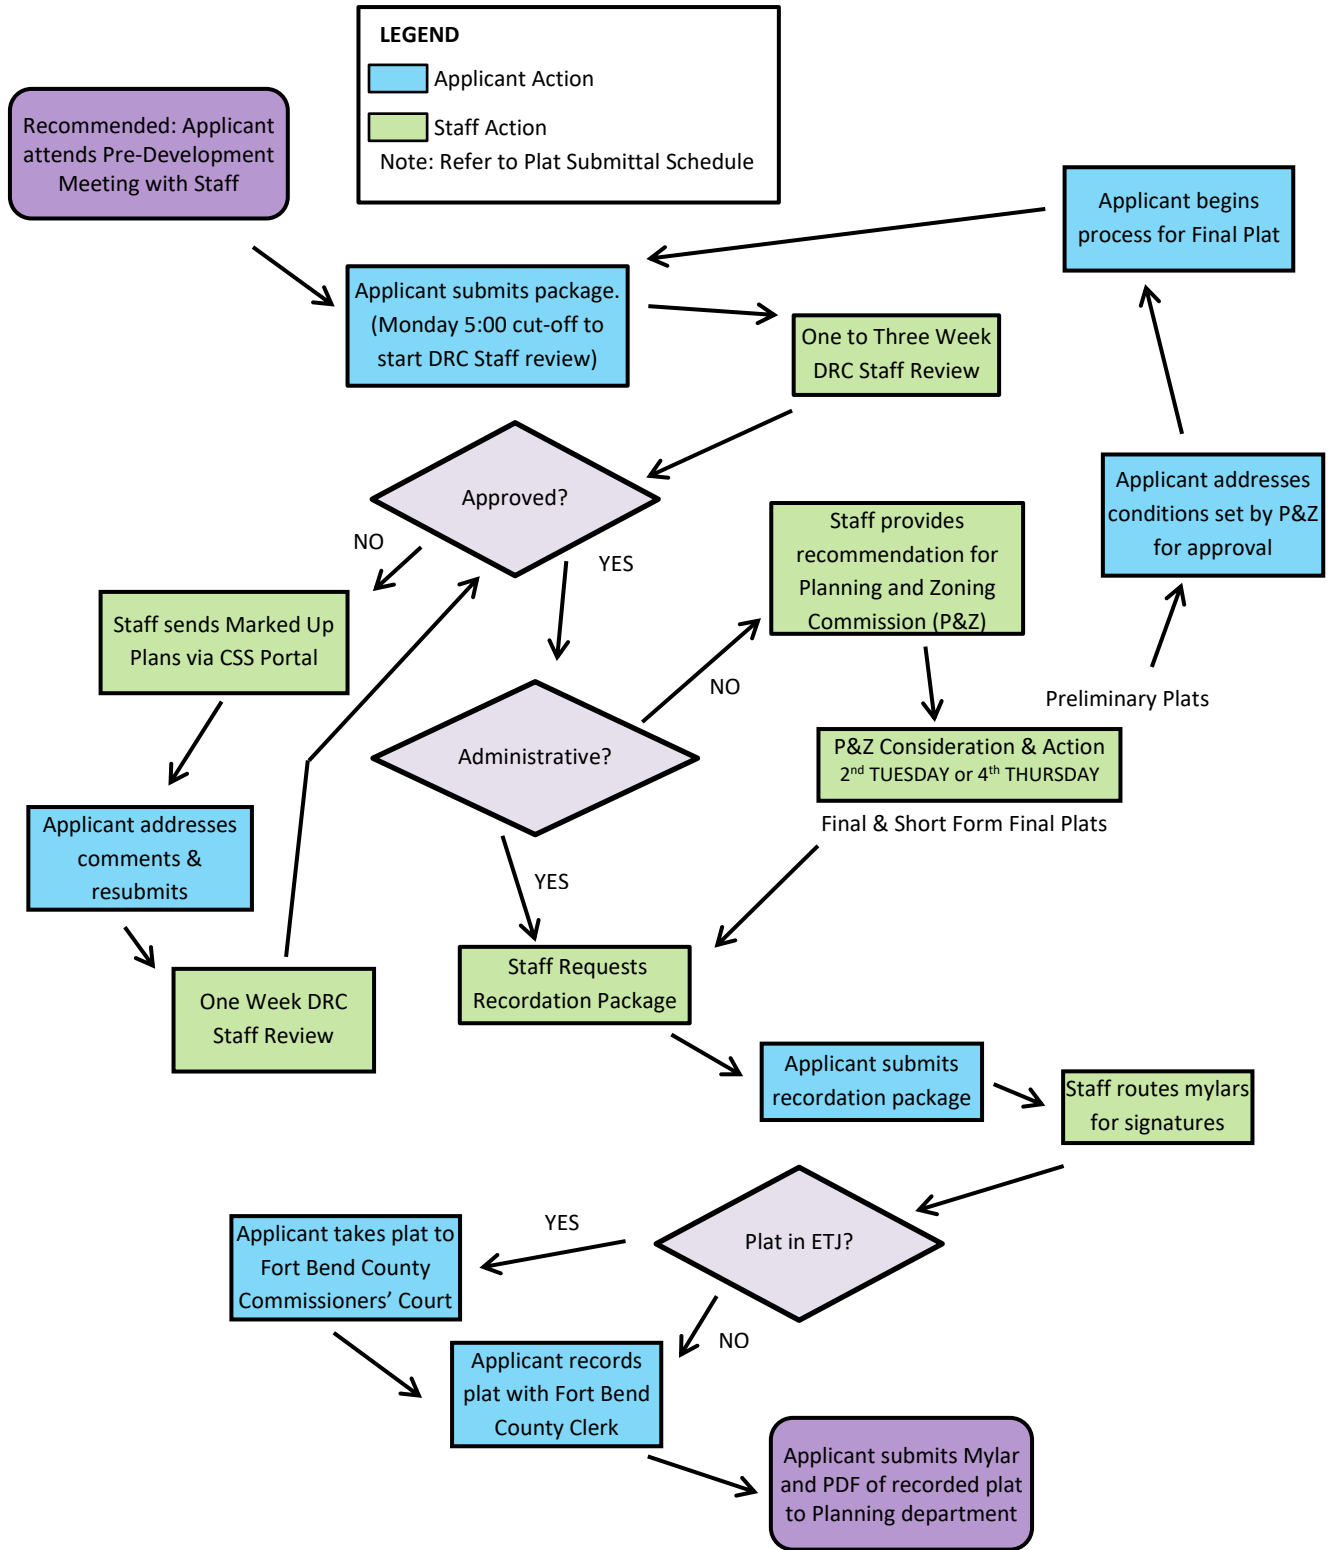 LEGEND
Applicant Action
Staff Action
Note: Refer to Plat Submittal Schedule
Recommended: Applicant
attends Pre-Development
Meeting with Staff
Applicant begins
process for Final Plat
Applicant submits package.
(Monday 5:00 cut-off to
start DRC Staff review)
One to Three Week
DRC Staff Review
Approved?
NO
YES
Staff provides
recommendation for
Planning and Zoning
Commission (P&Z)
Applicant addresses
conditions set by P&Z
for approval
Staff sends Marked Up
Plans via CSS Portal
Administrative?
NO
Preliminary Plats
P&Z Consideration & Action
2nd TUESDAY or 4th THURSDAY
Final & Short Form Final Plats
Applicant addresses
comments &
resubmits
YES
One Week DRC
Staff Review
Staff Requests
Recordation Package
Applicant submits
recordation package
Staff routes mylars
for signatures
Plat in ETJ?
YES
Applicant takes plat to
Fort Bend County
Commissioners’ Court
NO
Applicant records
plat with Fort Bend
County Clerk
Applicant submits Mylar
and PDF of recorded plat
to Planning department